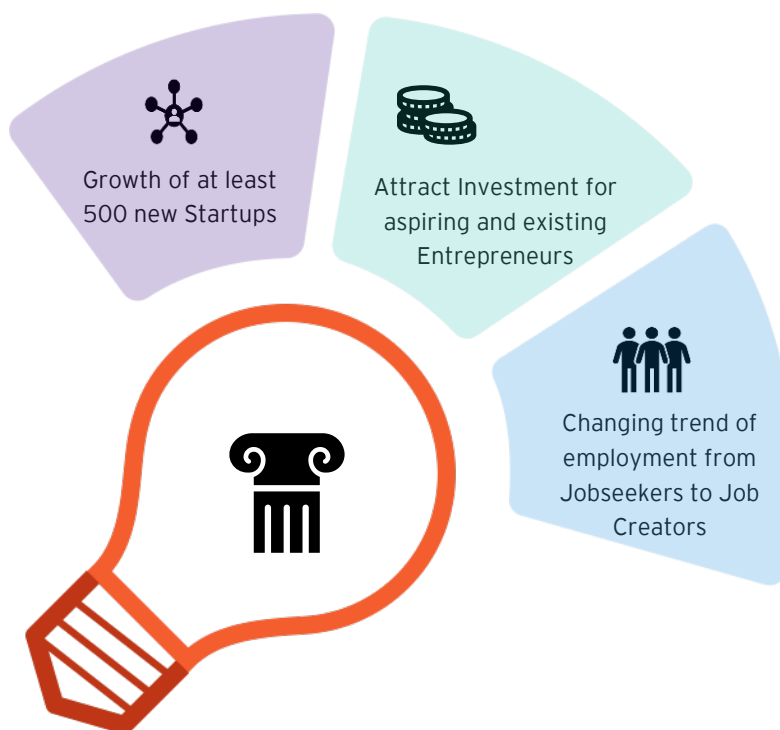 Growth of at least
500 new Startups
Attract Investment for
aspiring and existing
Entrepreneurs
Changing trend of
employment from
Jobseekers to Job
Creators